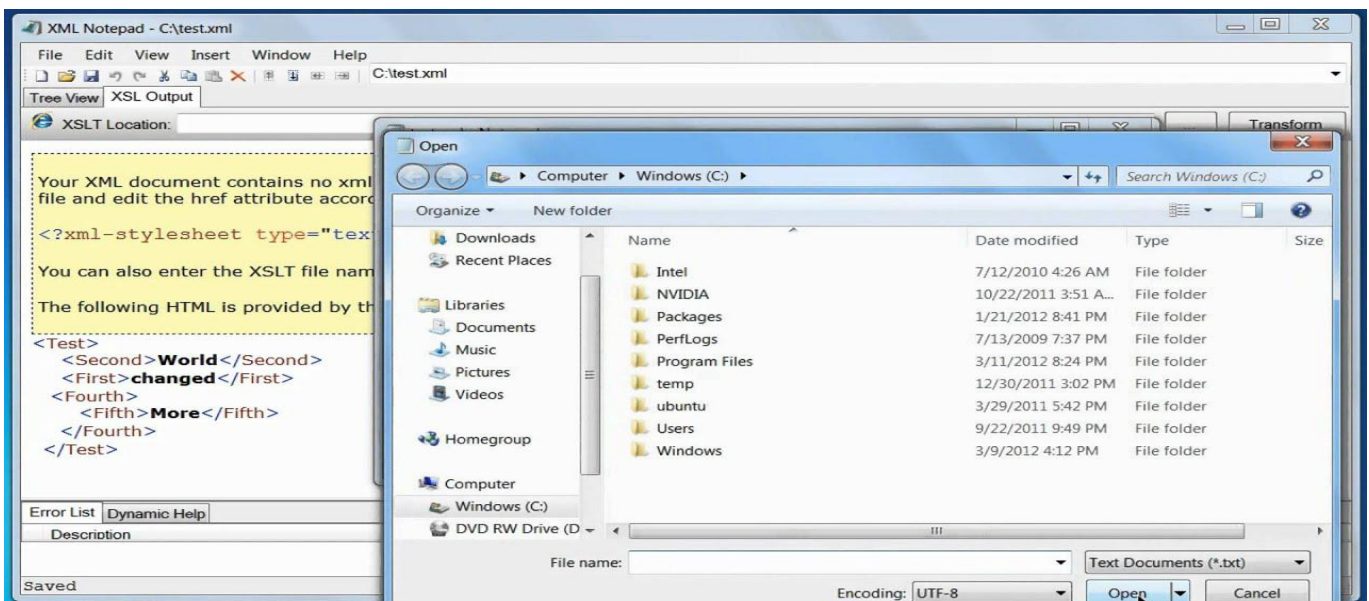 XML Notepad - C:\test.xml
File Edit View Insert Window Help
C:\test.xml
Tree View XSL Output
XSLT Location: ... Transform
Your XML document contains no xml
file and edit the href attribute accord
<?xml-stylesheet type="tex
You can also enter the XSLT file nam
The following HTML is provided by th
<Test>
<Second>World</Second>
<First>changed</First>
<Fourth>
<Fifth>More</Fifth>
</Fourth>
</Test>
Error List Dynamic Help
Description
Saved
Open
Computer Windows (C:)
Search Windows (C:)
Organize New folder
Downloads
Recent Places
Libraries
Documents
Music
Pictures
Videos
Homegroup
Computer
Windows (C:)
DVD RW Drive (D
Name Date modified Type Size
Intel 7/12/2010 4:26 AM File folder
NVIDIA 10/22/2011 3:51 A... File folder
Packages 1/21/2012 8:41 PM File folder
PerfLogs 7/13/2009 7:37 PM File folder
Program Files 3/11/2012 8:24 PM File folder
temp 12/30/2011 3:02 PM File folder
ubuntu 3/29/2011 5:42 PM File folder
Users 9/22/2011 9:49 PM File folder
Windows 3/9/2012 4:12 PM File folder
File name: Text Documents (*.txt)
Encoding: UTF-8 Open Cancel